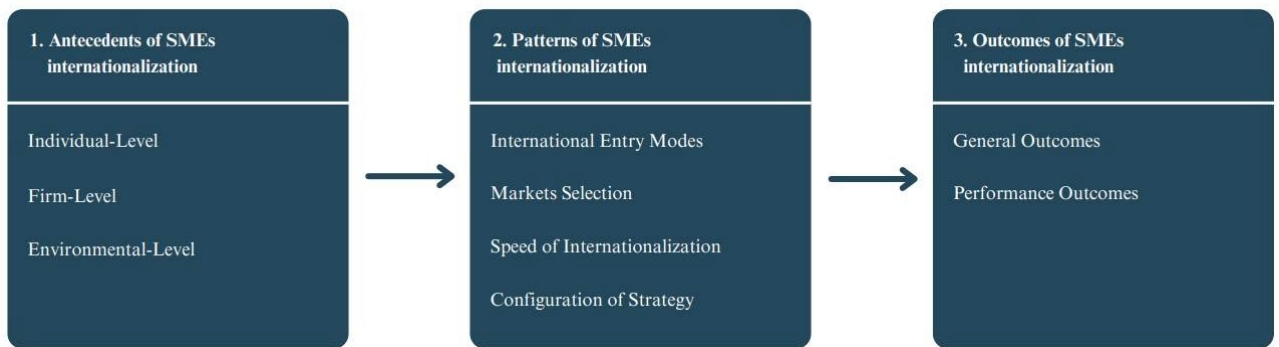 1. Antecedents of SMEs
internationalization
Individual-Level
Firm-Level
Environmental-Level
2. Patterns of SMEs
internationalization
International Entry Modes
Markets Selection
Speed of Internationalization
Configuration of Strategy
3. Outcomes of SMEs
internationalization
General Outcomes
Performance Outcomes